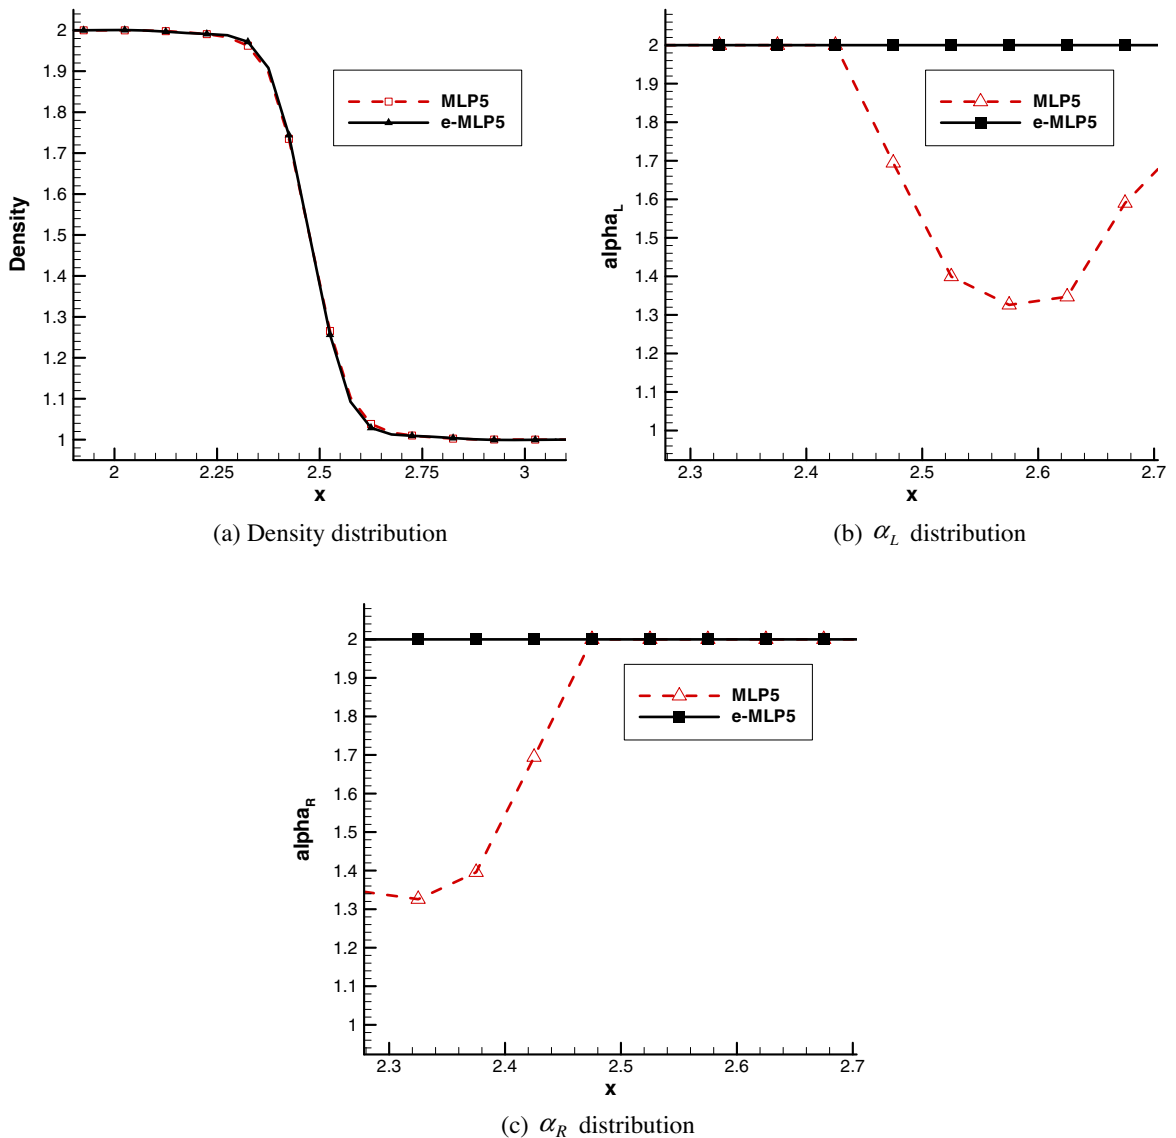 2
1.9
1.8
1.7
1.6
1.5
1.4
1.3
1.2
1.1
1
Density
MLP5
e-MLP5
2 2.25 2.5 2.75 3
x
(a) Density distribution
2
1.9
1.8
1.7
1.6
1.5
1.4
1.3
1.2
1.1
1
alpha_L
MLP5
e-MLP5
2.3 2.4 2.5 2.6 2.7
x
(b) α_L distribution
2
1.9
1.8
1.7
1.6
1.5
1.4
1.3
1.2
1.1
1
alpha_R
MLP5
e-MLP5
2.3 2.4 2.5 2.6 2.7
x
(c) α_R distribution